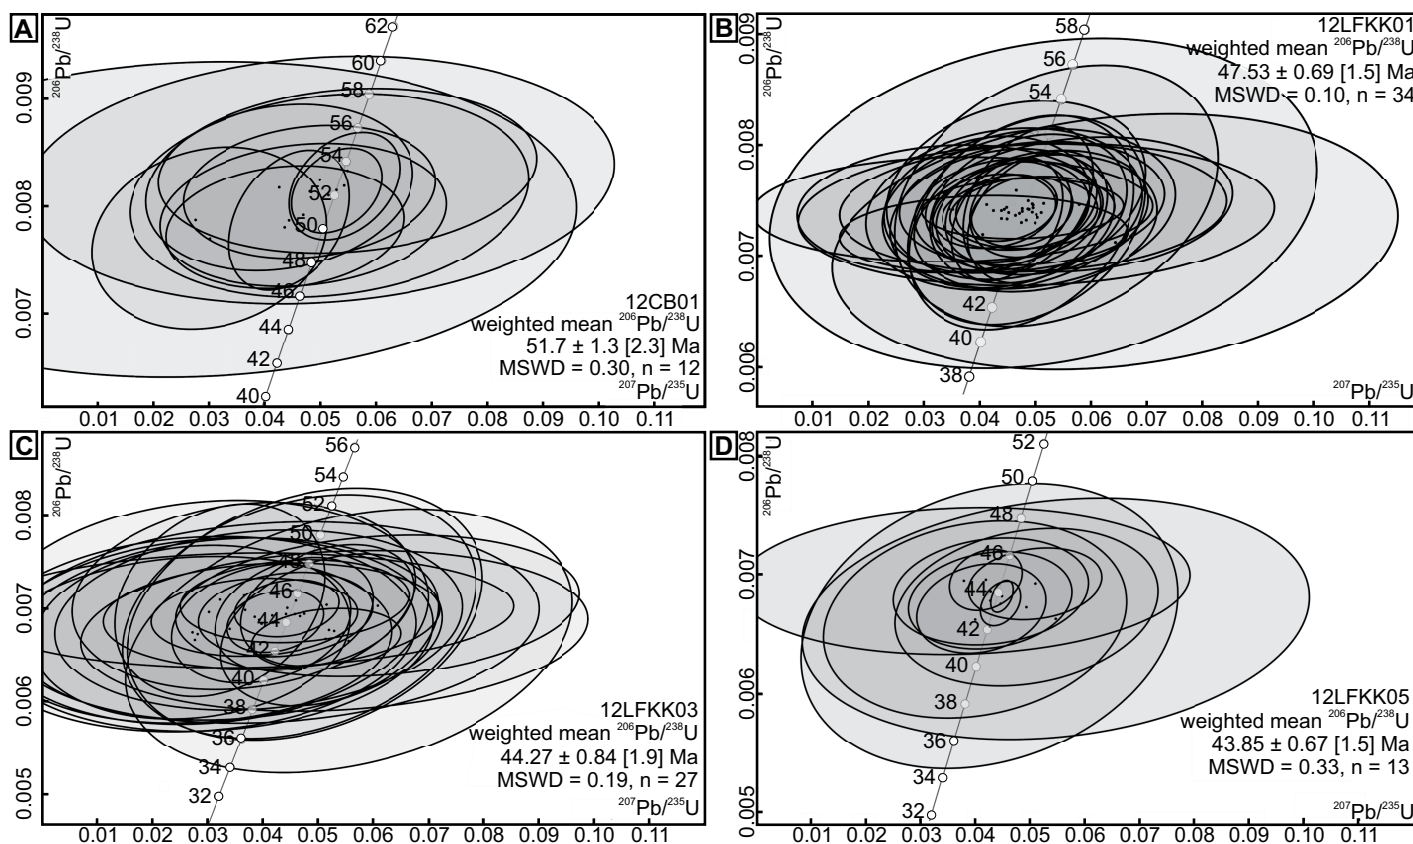 A
²⁰⁶Pb/²³⁸U
0.009
0.008
0.007
62
60
58
56
54
52
50
48
46
44
42
40
12CB01
weighted mean ²⁰⁶Pb/²³⁸U
51.7 ± 1.3 [2.3] Ma
MSWD = 0.30, n = 12
²⁰⁷Pb/²³⁵U
0.01 0.02 0.03 0.04 0.05 0.06 0.07 0.08 0.09 0.10 0.11
B
²⁰⁶Pb/²³⁸U
0.009
0.008
0.007
0.006
58
56
54
42
40
38
12LFKK01
weighted mean ²⁰⁶Pb/²³⁸U
47.53 ± 0.69 [1.5] Ma
MSWD = 0.10, n = 34
²⁰⁷Pb/²³⁵U
0.01 0.02 0.03 0.04 0.05 0.06 0.07 0.08 0.09 0.10 0.11
C
²⁰⁶Pb/²³⁸U
0.008
0.007
0.006
0.005
56
54
52
50
48
46
44
42
40
38
36
34
32
12LFKK03
weighted mean ²⁰⁶Pb/²³⁸U
44.27 ± 0.84 [1.9] Ma
MSWD = 0.19, n = 27
²⁰⁷Pb/²³⁵U
0.01 0.02 0.03 0.04 0.05 0.06 0.07 0.08 0.09 0.10 0.11
D
²⁰⁶Pb/²³⁸U
0.008
0.007
0.006
0.005
52
50
48
46
44
42
40
38
36
34
32
12LFKK05
weighted mean ²⁰⁶Pb/²³⁸U
43.85 ± 0.67 [1.5] Ma
MSWD = 0.33, n = 13
²⁰⁷Pb/²³⁵U
0.01 0.02 0.03 0.04 0.05 0.06 0.07 0.08 0.09 0.10 0.11